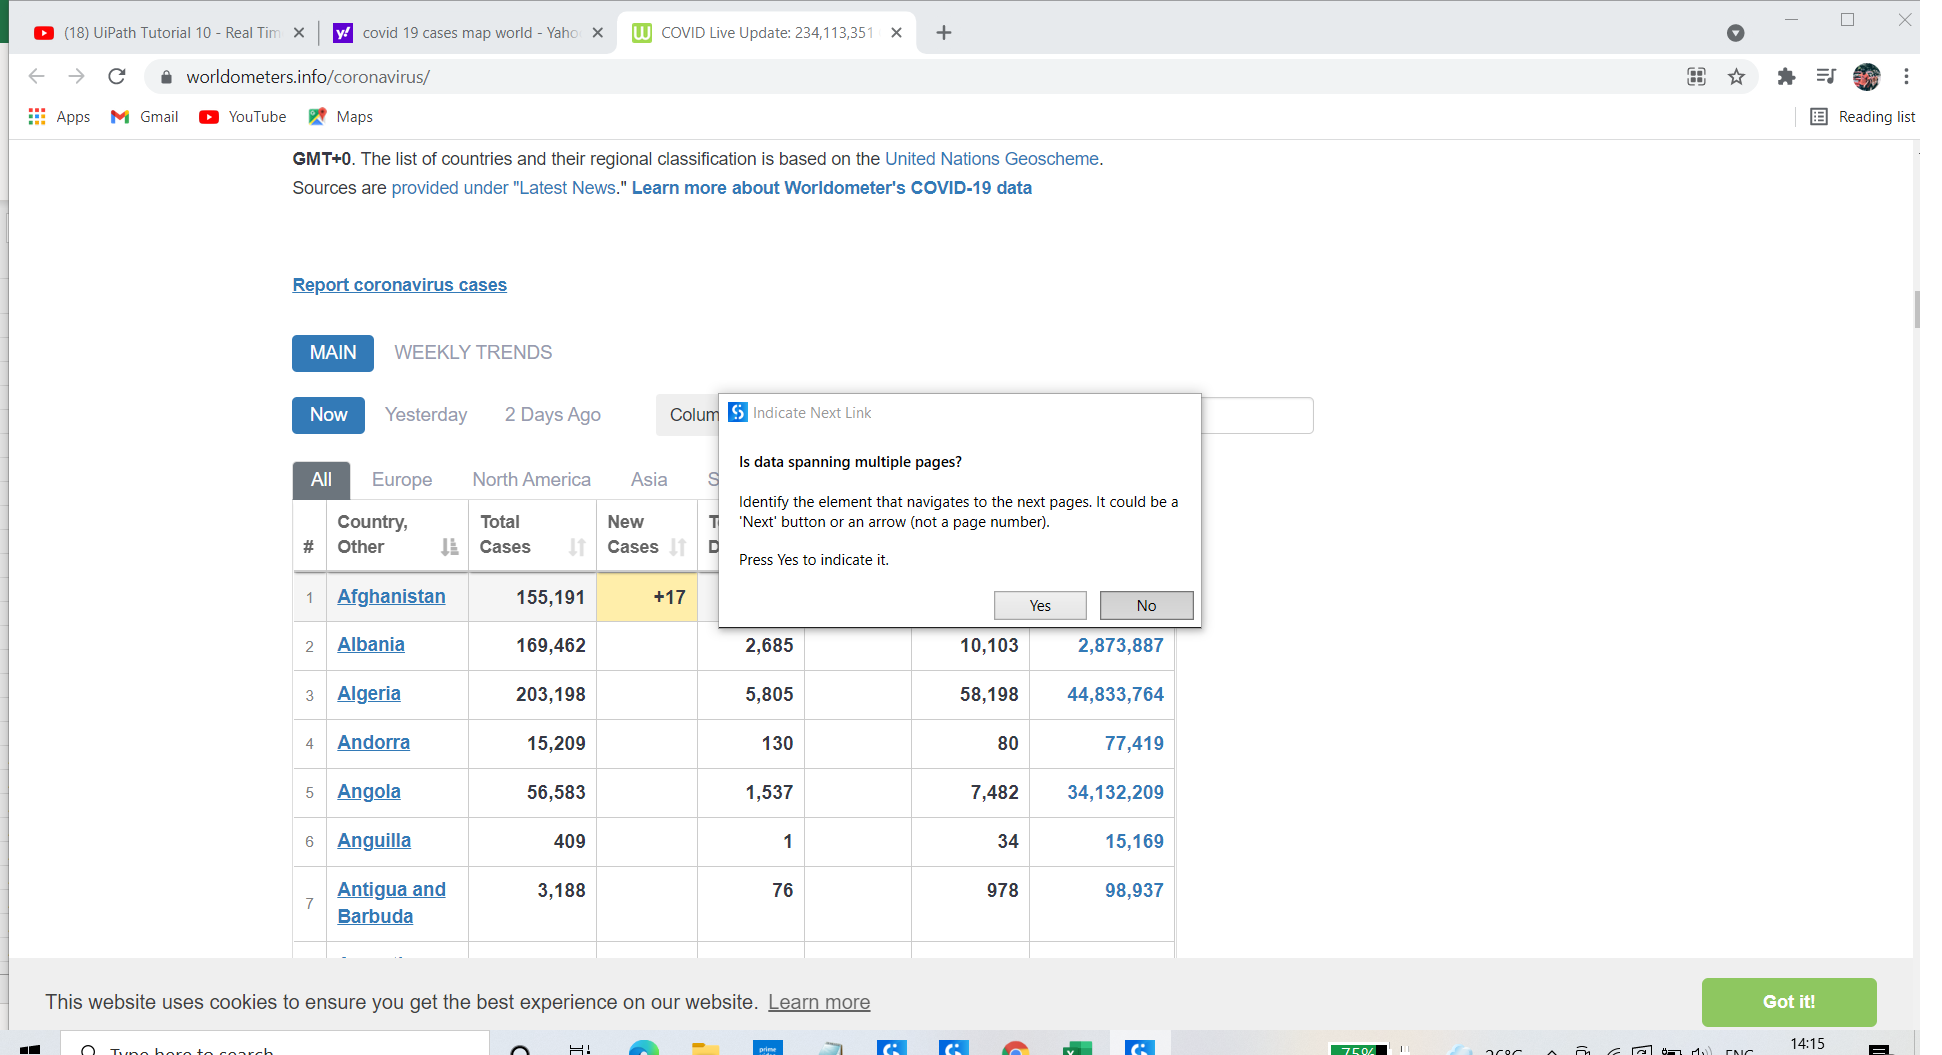 (18) UiPath Tutorial 10 - Real Tim
covid 19 cases map world - Yaho
COVID Live Update: 234,113,351
worldometers.info/coronavirus/
Apps Gmail YouTube Maps Reading list
GMT+0. The list of countries and their regional classification is based on the United Nations Geoscheme.
Sources are provided under "Latest News." Learn more about Worldometer's COVID-19 data
Report coronavirus cases
MAIN WEEKLY TRENDS
Now Yesterday 2 Days Ago Colum
All Europe North America Asia S
# Country, Other Total Cases New Cases T D
1 Afghanistan 155,191 +17
2 Albania 169,462 2,685 10,103 2,873,887
3 Algeria 203,198 5,805 58,198 44,833,764
4 Andorra 15,209 130 80 77,419
5 Angola 56,583 1,537 7,482 34,132,209
6 Anguilla 409 1 34 15,169
7 Antigua and Barbuda 3,188 76 978 98,937
Indicate Next Link
Is data spanning multiple pages?
Identify the element that navigates to the next pages. It could be a
'Next' button or an arrow (not a page number).
Press Yes to indicate it.
Yes No
This website uses cookies to ensure you get the best experience on our website. Learn more
Got it!
Type here to search
prime
75%
26°C
ENG
14:15